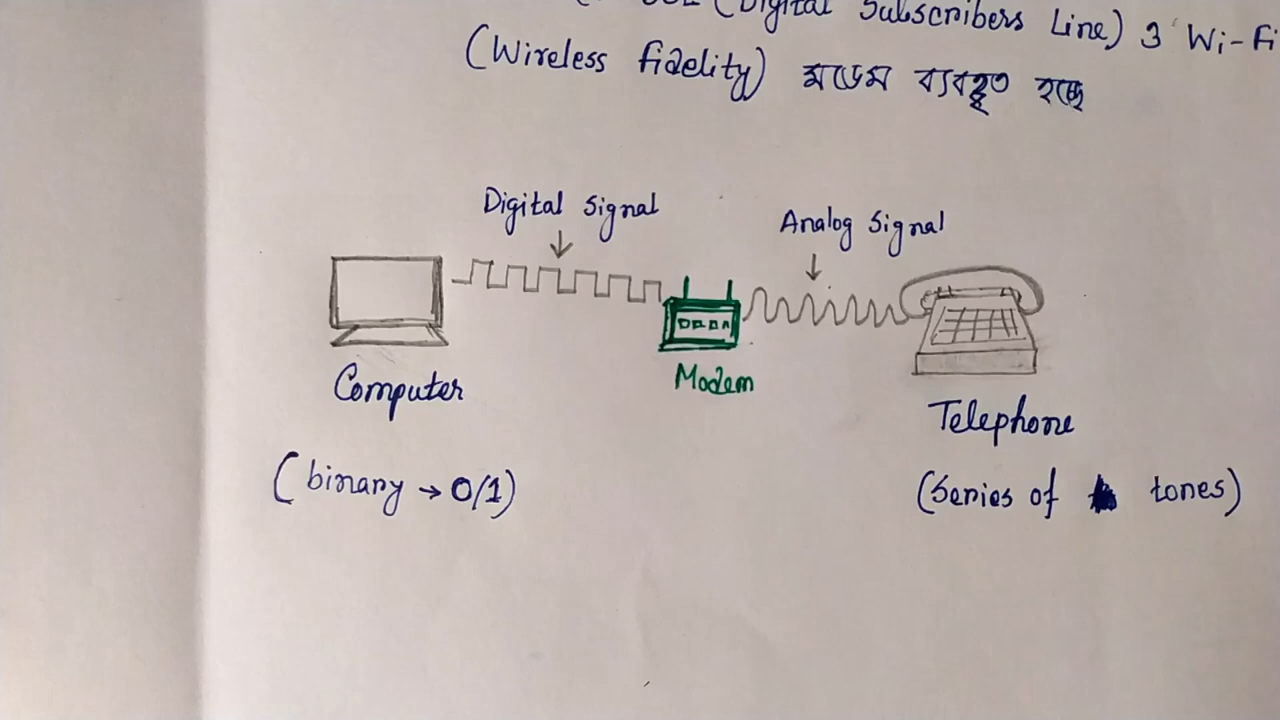 (Digital Subscribers Line) ও Wi-Fi
(Wireless Fidelity) মডেম ব্যবহৃত হচ্ছে
Digital Signal
Analog Signal
Computer
Modem
Telephone
(binary → 0/1)
(Series of tones)